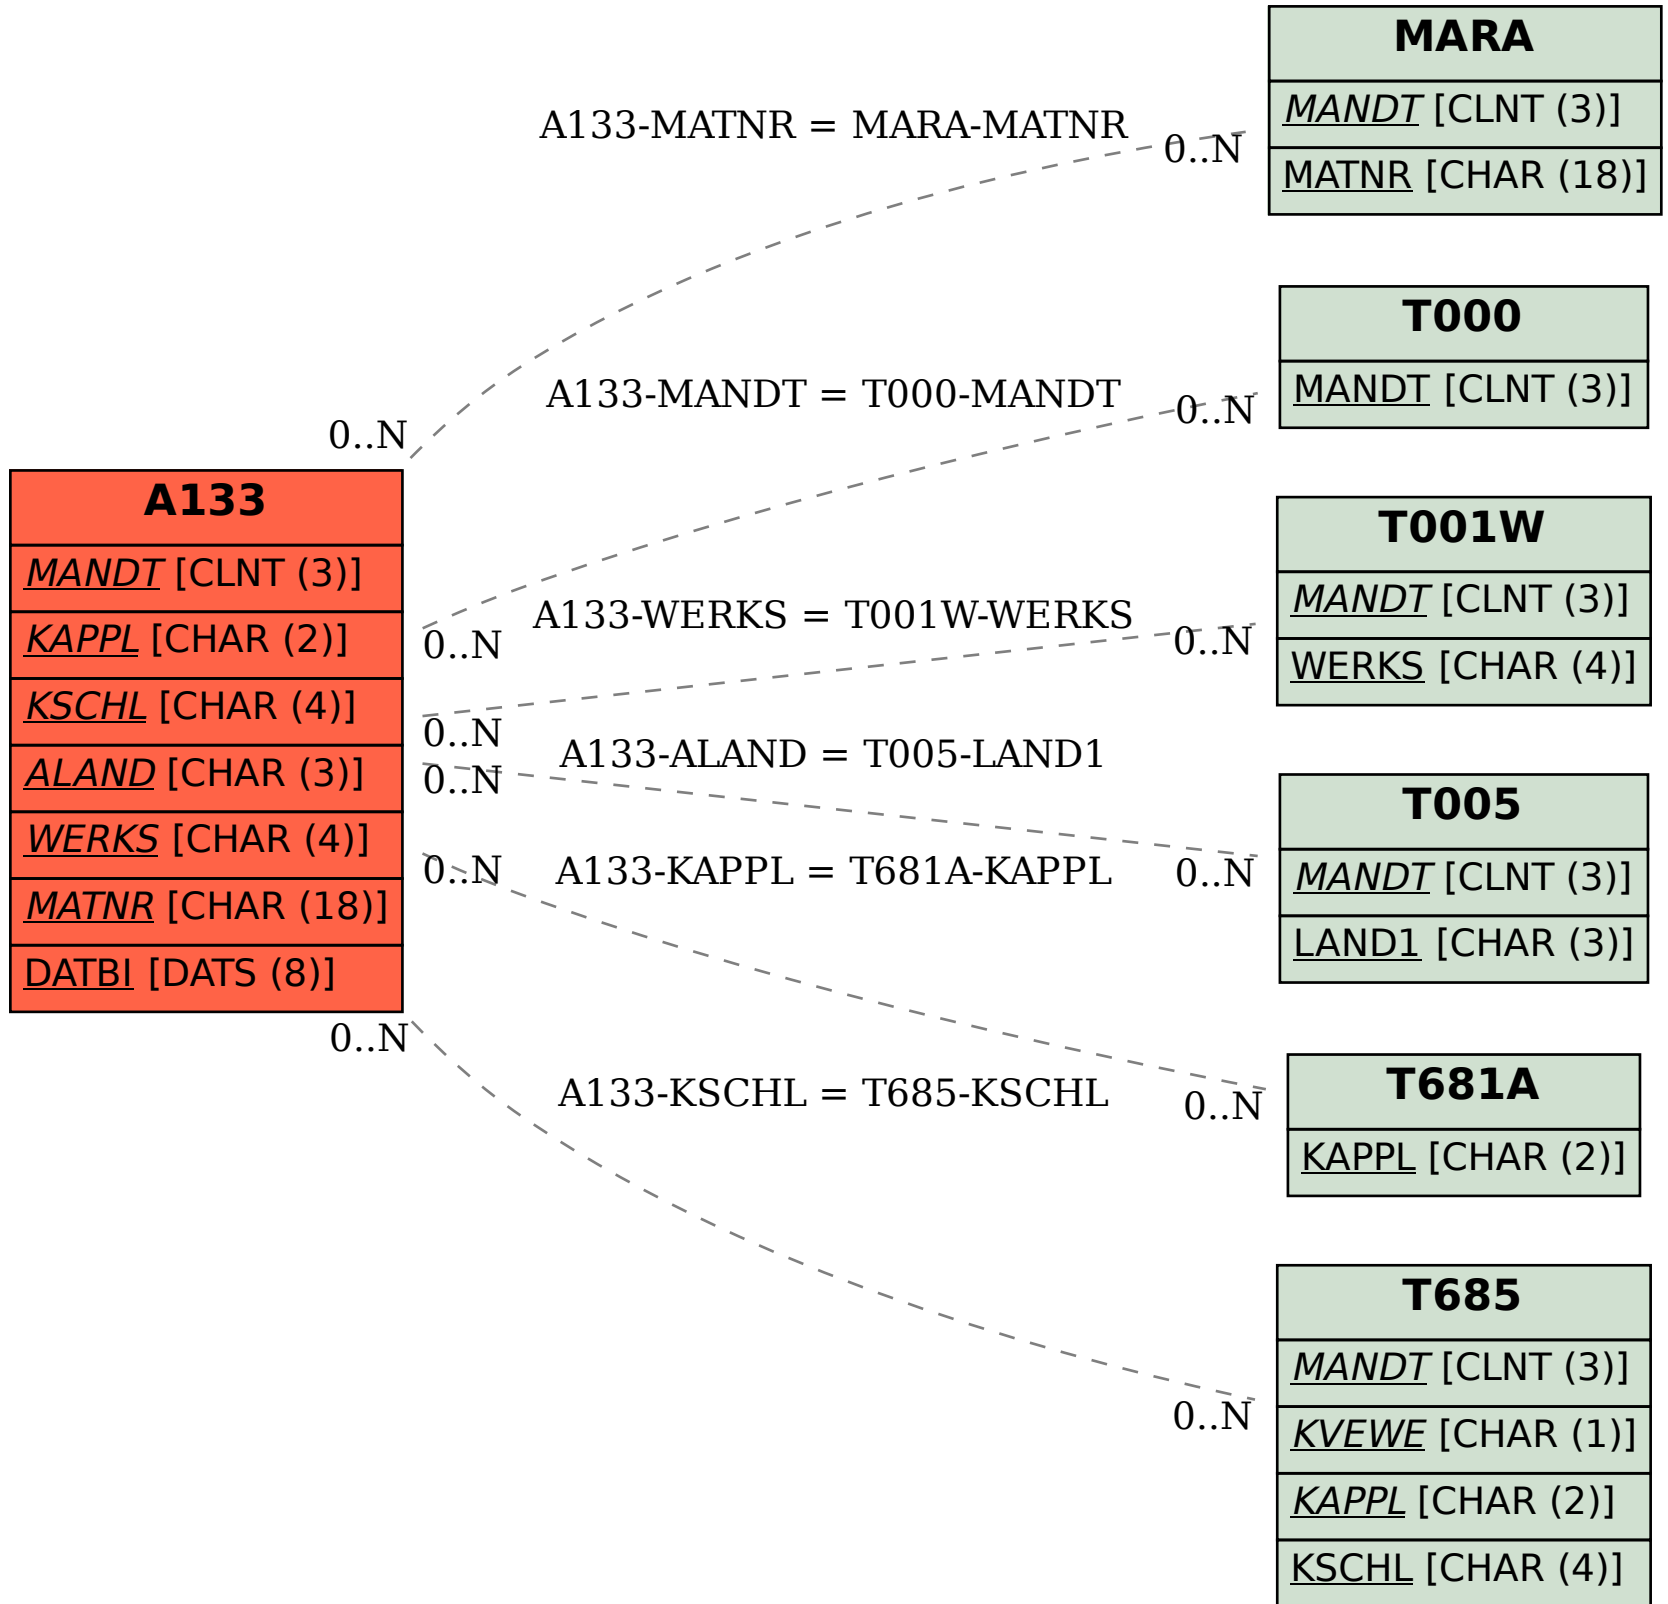 MARA
MANDT [CLNT (3)]
MATNR [CHAR (18)]
A133-MATNR = MARA-MATNR
0..N
0..N
T000
MANDT [CLNT (3)]
A133-MANDT = T000-MANDT
0..N
0..N
A133
MANDT [CLNT (3)]
KAPPL [CHAR (2)]
KSCHL [CHAR (4)]
ALAND [CHAR (3)]
WERKS [CHAR (4)]
MATNR [CHAR (18)]
DATBI [DATS (8)]
T001W
MANDT [CLNT (3)]
WERKS [CHAR (4)]
A133-WERKS = T001W-WERKS
0..N
0..N
A133-ALAND = T005-LAND1
0..N
0..N
T005
MANDT [CLNT (3)]
LAND1 [CHAR (3)]
A133-KAPPL = T681A-KAPPL
0..N
0..N
T681A
KAPPL [CHAR (2)]
A133-KSCHL = T685-KSCHL
0..N
0..N
T685
MANDT [CLNT (3)]
KVEWE [CHAR (1)]
KAPPL [CHAR (2)]
KSCHL [CHAR (4)]